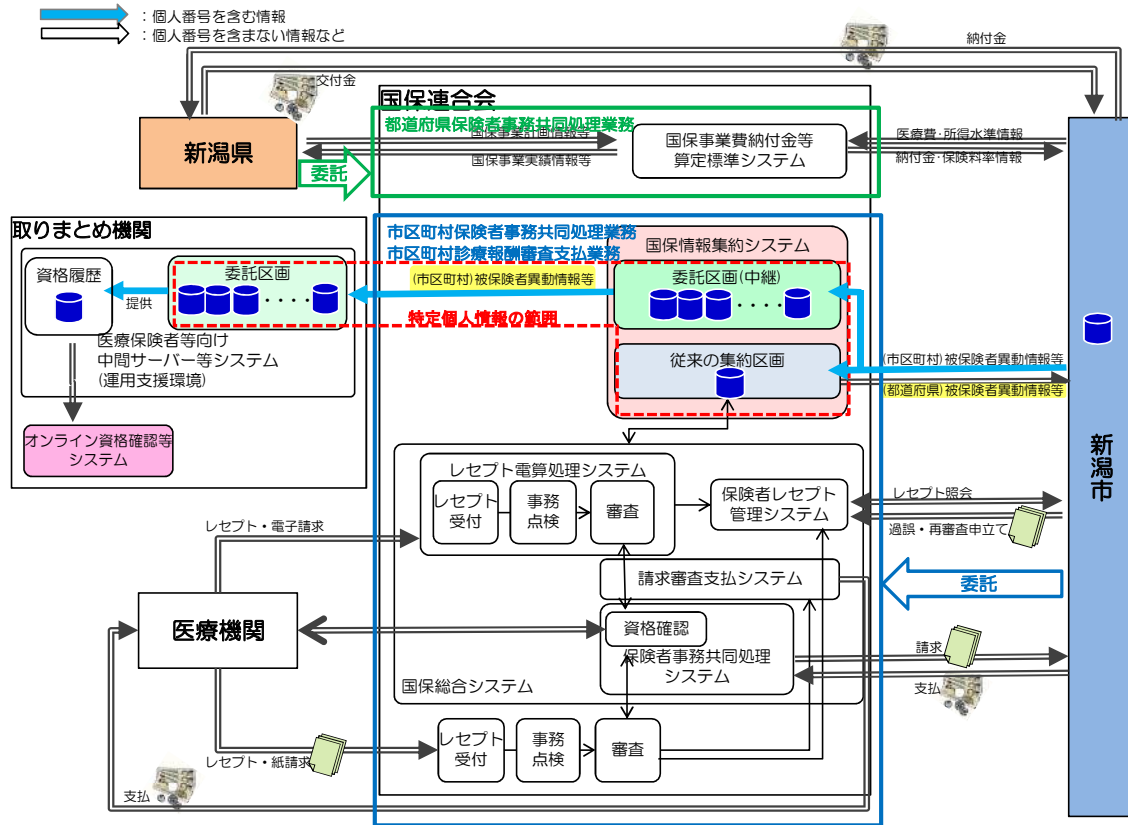 ：個人番号を含む情報
：個人番号を含まない情報など
納付金
交付金
国保連合会
都道府県保険者事務共同処理業務
新潟県
国保事業計画情報等
国保事業実績情報等
委託
国保事業費納付金等
算定標準システム
医療費・所得水準情報
納付金・保険料率情報
取りまとめ機関
資格履歴
提供
委託区画
・・・・
医療保険者等向け
中間サーバー等システム
(運用支援環境)
オンライン資格確認等
システム
市区町村保険者事務共同処理業務
市区町村診療報酬審査支払業務
(市区町村)被保険者異動情報等
特定個人情報の範囲
国保情報集約システム
委託区画(中継)
・・・・
従来の集約区画
(市区町村)被保険者異動情報等
(都道府県)被保険者異動情報等
新潟市
レセプト電算処理システム
レセプト
受付
事務
点検
審査
保険者レセプト
管理システム
レセプト照会
過誤・再審査申立て
レセプト・電子請求
請求審査支払システム
委託
医療機関
資格確認
保険者事務共同処理
システム
請求
支払
国保総合システム
レセプト
受付
事務
点検
審査
レセプト・紙請求
支払